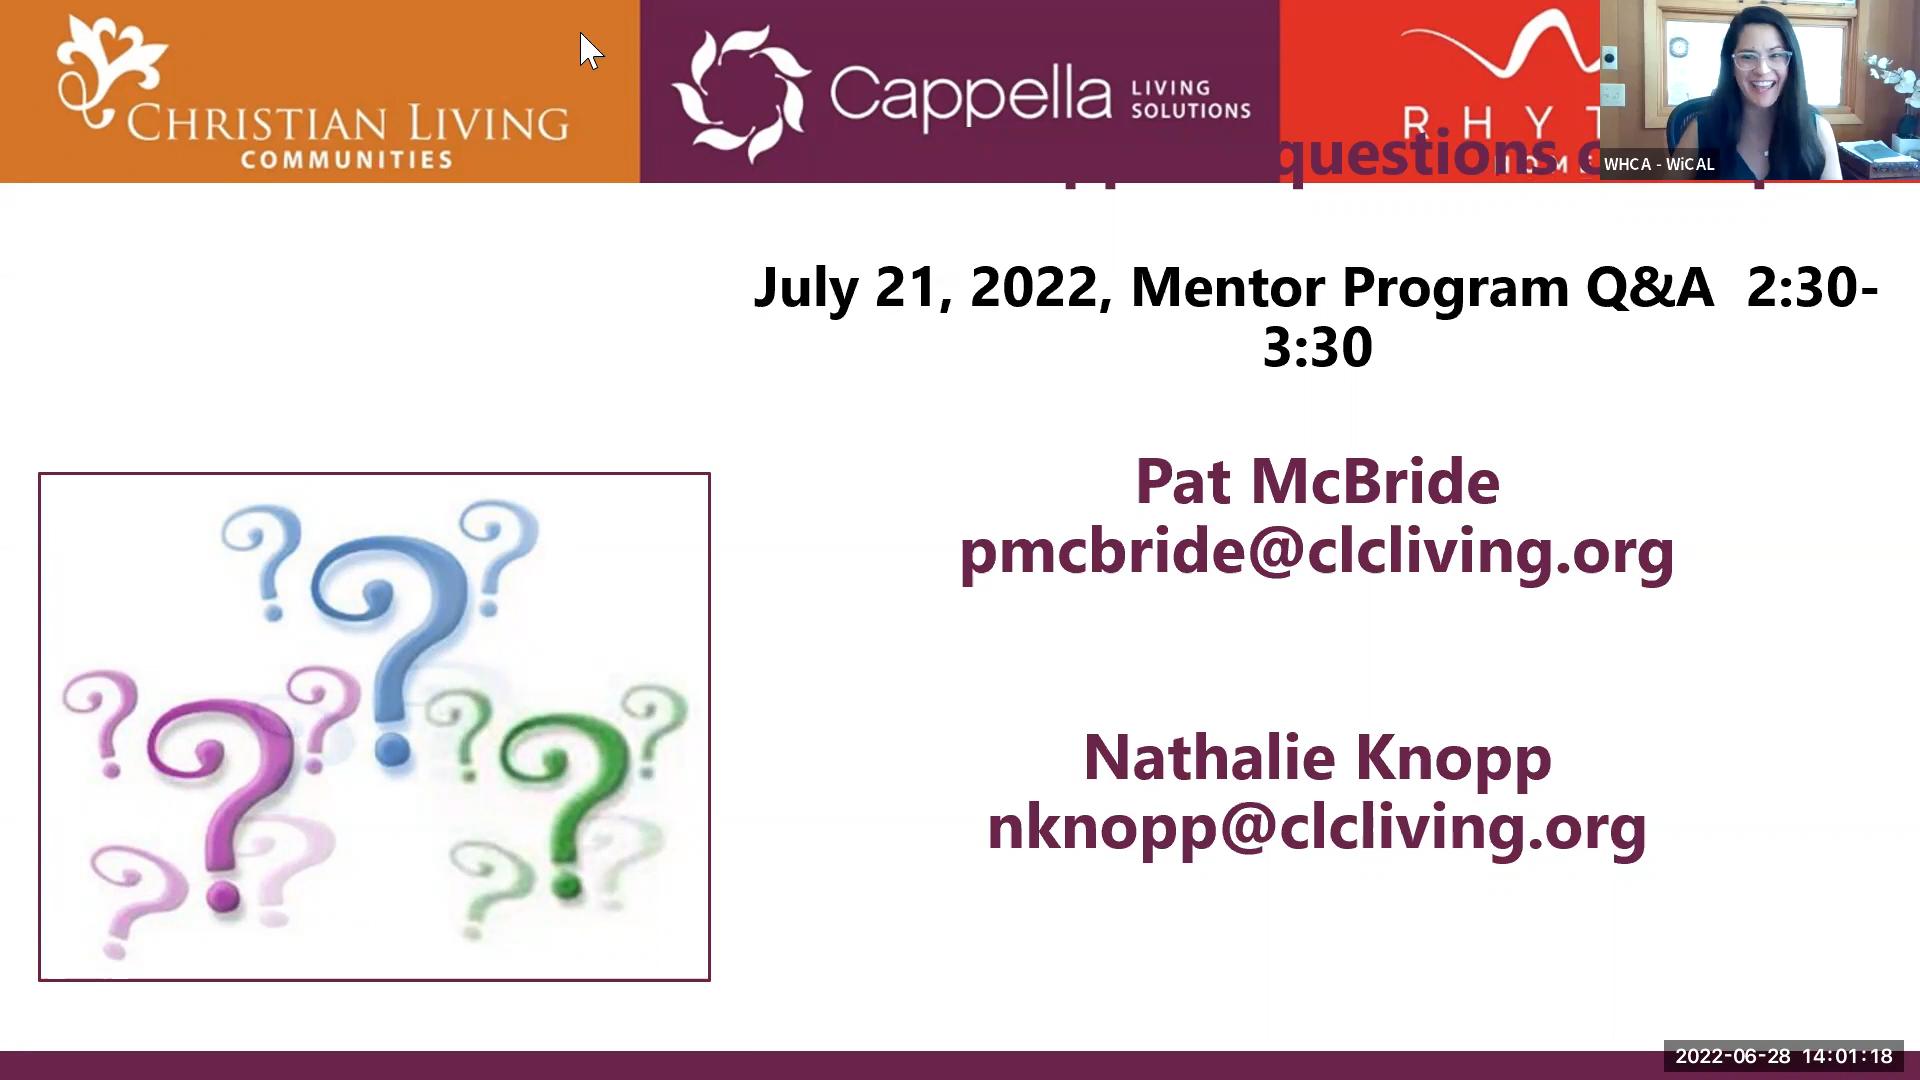 CHRISTIAN LIVING
COMMUNITIES
Cappella
LIVING
SOLUTIONS
RHYT
questions
WHCA - WiCAL
July 21, 2022, Mentor Program Q&A 2:30-
3:30
Pat McBride
pmcbride@clcliving.org
Nathalie Knopp
nknopp@clcliving.org
2022-06-28 14:01:18